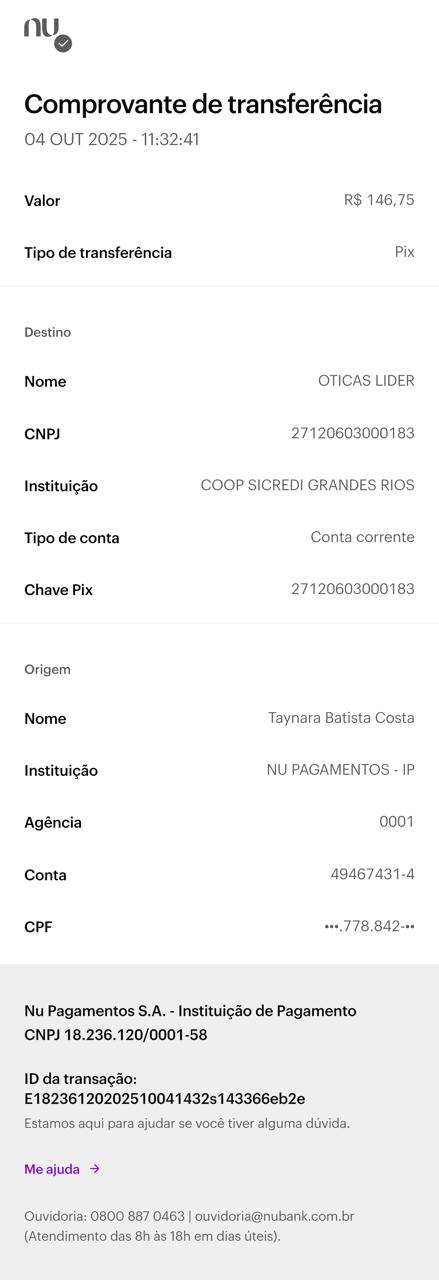 nu
Comprovante de transferência
04 OUT 2025 - 11:32:41
Valor R$ 146,75
Tipo de transferência Pix
Destino
Nome OTICAS LIDER
CNPJ 27120603000183
Instituição COOP SICREDI GRANDES RIOS
Tipo de conta Conta corrente
Chave Pix 27120603000183
Origem
Nome Taynara Batista Costa
Instituição NU PAGAMENTOS - IP
Agência 0001
Conta 49467431-4
CPF •••.778.842-••
Nu Pagamentos S.A. - Instituição de Pagamento
CNPJ 18.236.120/0001-58
ID da transação:
E18236120202510041432s143366eb2e
Estamos aqui para ajudar se você tiver alguma dúvida.
Me ajuda →
Ouvidoria: 0800 887 0463 | ouvidoria@nubank.com.br
(Atendimento das 8h às 18h em dias úteis).